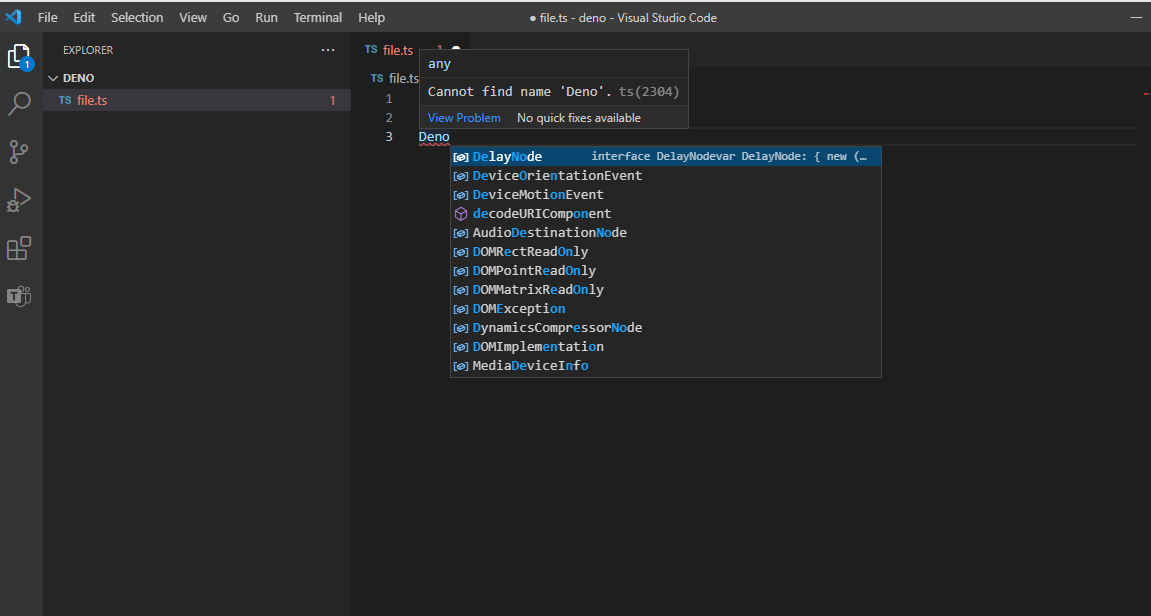 File Edit Selection View Go Run Terminal Help ● file.ts - deno - Visual Studio Code
EXPLORER ···
TS file.ts 1
1
DENO
TS file.ts 1
TS file.ts
any
Cannot find name 'Deno'. ts(2304)
View Problem No quick fixes available
1
2
3 Deno
DelayNode interface DelayNodevar DelayNode: { new (…
DeviceOrientationEvent
DeviceMotionEvent
decodeURIComponent
AudioDestinationNode
DOMRectReadOnly
DOMPointReadOnly
DOMMatrixReadOnly
DOMException
DynamicsCompressorNode
DOMImplementation
MediaDeviceInfo